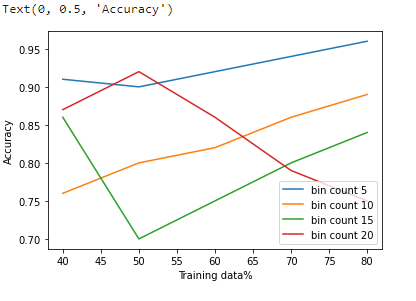 Text(0, 0.5, 'Accuracy')
0.95
0.90
0.85
0.80
0.75
0.70
Accuracy
bin count 5
bin count 10
bin count 15
bin count 20
40 45 50 55 60 65 70 75 80
Training data%